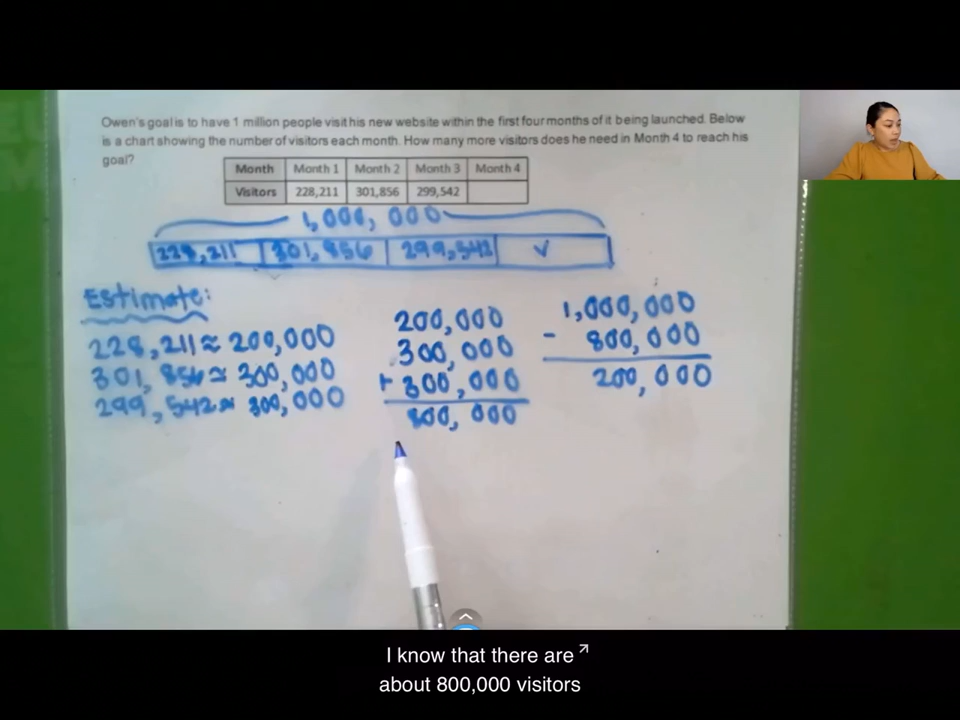 Owen's goal is to have 1 million people visit his new website within the first four months of it being launched. Below
is a chart showing the number of visitors each month. How many more visitors does he need in Month 4 to reach his
goal?
Month Month 1 Month 2 Month 3 Month 4
Visitors 228,211 301,856 299,542
1,000,000
228,211 301,856 299,542 V
Estimate:
228,211 ≈ 200,000
301,856 ≈ 300,000
299,542 ≈ 300,000
200,000
300,000
+ 300,000
800,000
1,000,000
- 800,000
200,000
I know that there are
about 800,000 visitors